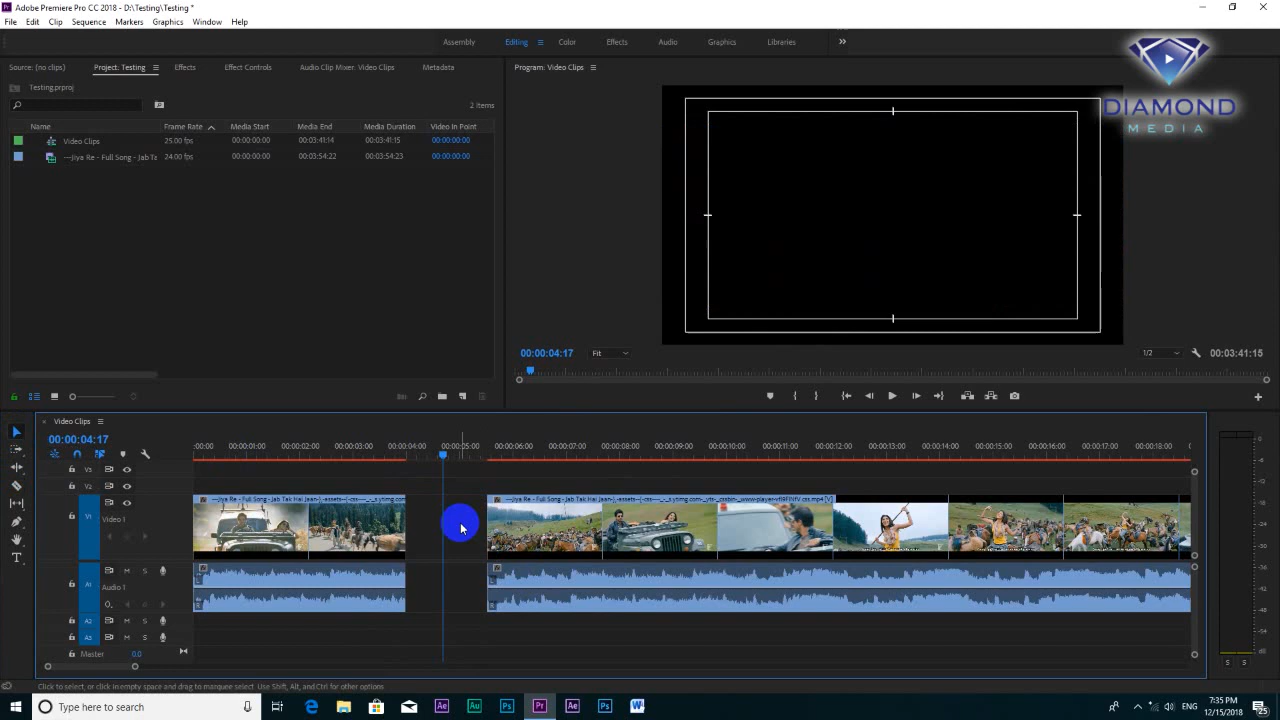 Adobe Premiere Pro CC 2018 - D:\Testing\Testing *
File Edit Clip Sequence Markers Graphics Window Help
Assembly Editing Color Effects Audio Graphics Libraries
Source: (no clips) Project: Testing Effects Effect Controls Audio Clip Mixer: Video Clips Metadata
Program: Video Clips
DIAMOND
MEDIA
Testing.prproj
2 Items
Name Frame Rate Media Start Media End Media Duration Video In Point
Video Clips 25.00 fps 00:00:00:00 00:03:41:14 00:03:41:15 00:00:00:00
---Jiya Re - Full Song - Jab Ta 24.00 fps 00:00:00:00 00:03:54:22 00:03:54:23 00:00:00:00
00:00:04:17 Fit 1/2 00:03:41:15
Video Clips
00:00:04:17
:00:00 00:00:01:00 00:00:02:00 00:00:03:00 00:00:04:00 00:00:05:00 00:00:06:00 00:00:07:00 00:00:08:00 00:00:09:00 00:00:10:00 00:00:11:00 00:00:12:00 00:00:13:00 00:00:14:00 00:00:15:00 00:00:16:00 00:00:17:00 00:00:18:00
V3
V2
V1 Video 1
A1 M S
Audio 1
A2 M S
A3 M S
Master 0.0
S S
Click to select, or click in empty space and drag to marquee select. Use Shift, Alt, and Ctrl for other options.
Type here to search
ENG
7:35 PM
12/15/2018
25